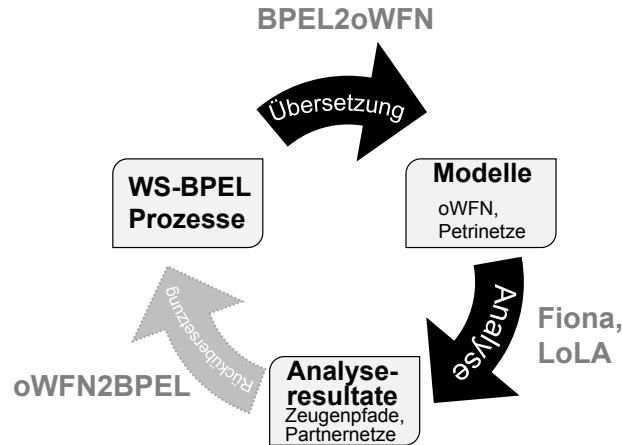 BPEL2oWFN
Übersetzung
WS-BPEL
Prozesse
Modelle
oWFN,
Petrinetze
Analyse
Fiona,
LoLA
Analyse-
resultate
Zeugenpfade,
Partnernetze
Rückübersetzung
oWFN2BPEL